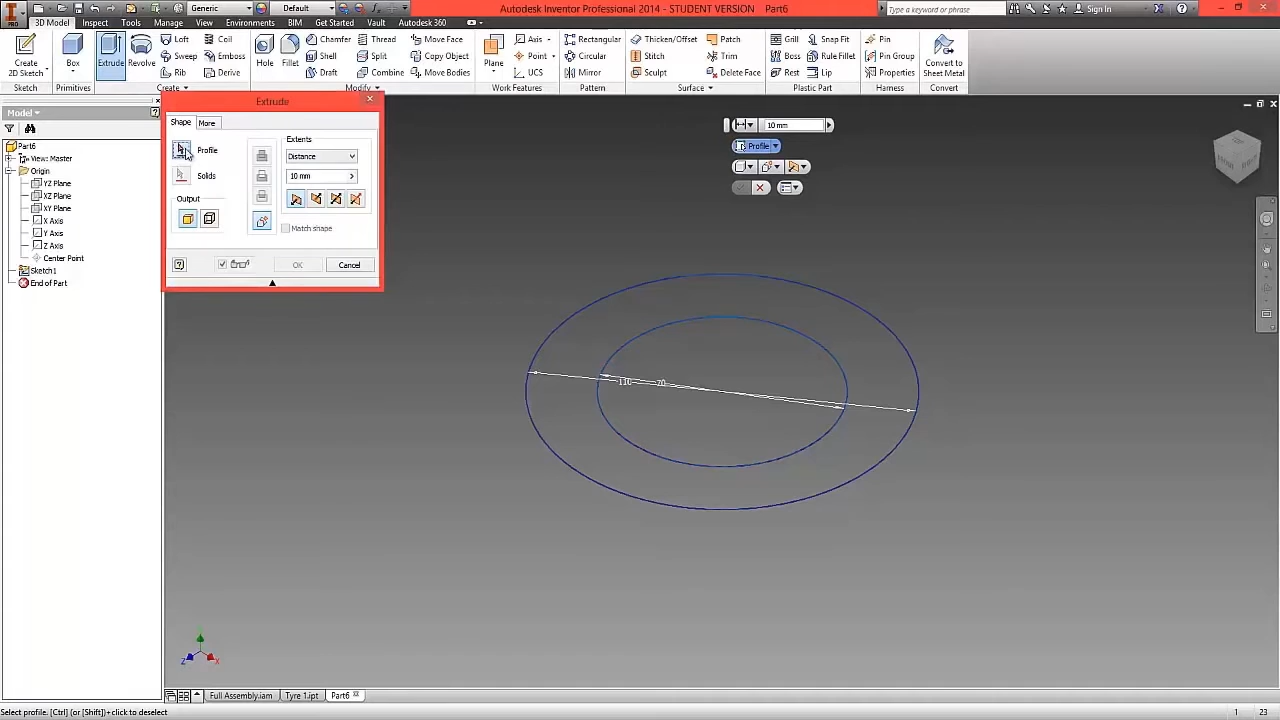 Generic
Default
Autodesk Inventor Professional 2014 - STUDENT VERSION Part6
Type a keyword or phrase
Sign In
PRO
3D Model Inspect Tools Manage View Environments BIM Get Started Vault Autodesk 360
Create
2D Sketch
Box
Extrude
Revolve
Loft
Sweep
Rib
Coil
Emboss
Derive
Hole
Fillet
Chamfer
Shell
Draft
Thread
Split
Combine
Move Face
Copy Object
Move Bodies
Plane
Axis
Point
UCS
Rectangular
Circular
Mirror
Thicken/Offset
Stitch
Sculpt
Patch
Trim
Delete Face
Grill
Boss
Rest
Snap Fit
Rule Fillet
Lip
Pin
Pin Group
Properties
Convert to
Sheet Metal
Sketch Primitives Create Modify Work Features Pattern Surface Plastic Part Harness Convert
Model
Part6
View: Master
Origin
YZ Plane
XZ Plane
XY Plane
X Axis
Y Axis
Z Axis
Center Point
Sketch1
End of Part
Extrude
Shape More
Profile
Solids
Output
Extents
Distance
10 mm
Match shape
OK
Cancel
10 mm
Profile
110
70
Z
X
Full Assembly.iam Tyre 1.ipt Part6
Select profile. [Ctrl] (or [Shift])+click to deselect
1 23